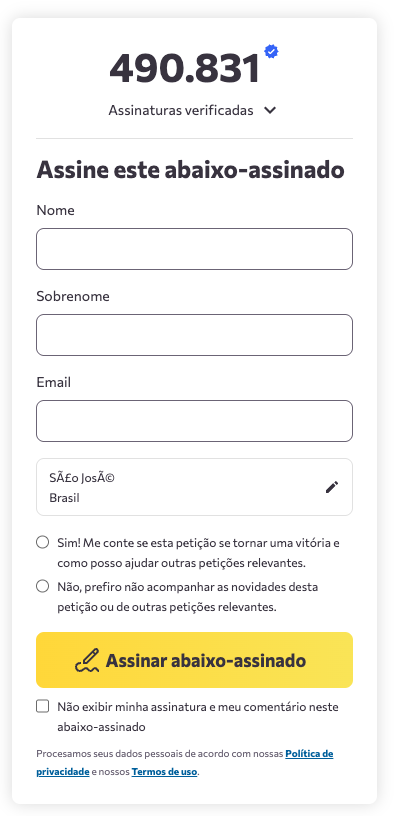 490.831
Assinaturas verificadas
Assine este abaixo-assinado
Nome
Sobrenome
Email
SÃ£o JosÃ©
Brasil
Sim! Me conte se esta petição se tornar uma vitória e
como posso ajudar outras petições relevantes.
Não, prefiro não acompanhar as novidades desta
petição ou de outras petições relevantes.
Assinar abaixo-assinado
Não exibir minha assinatura e meu comentário neste
abaixo-assinado
Procesamos seus dados pessoais de acordo com nossas Política de
privacidade e nossos Termos de uso.